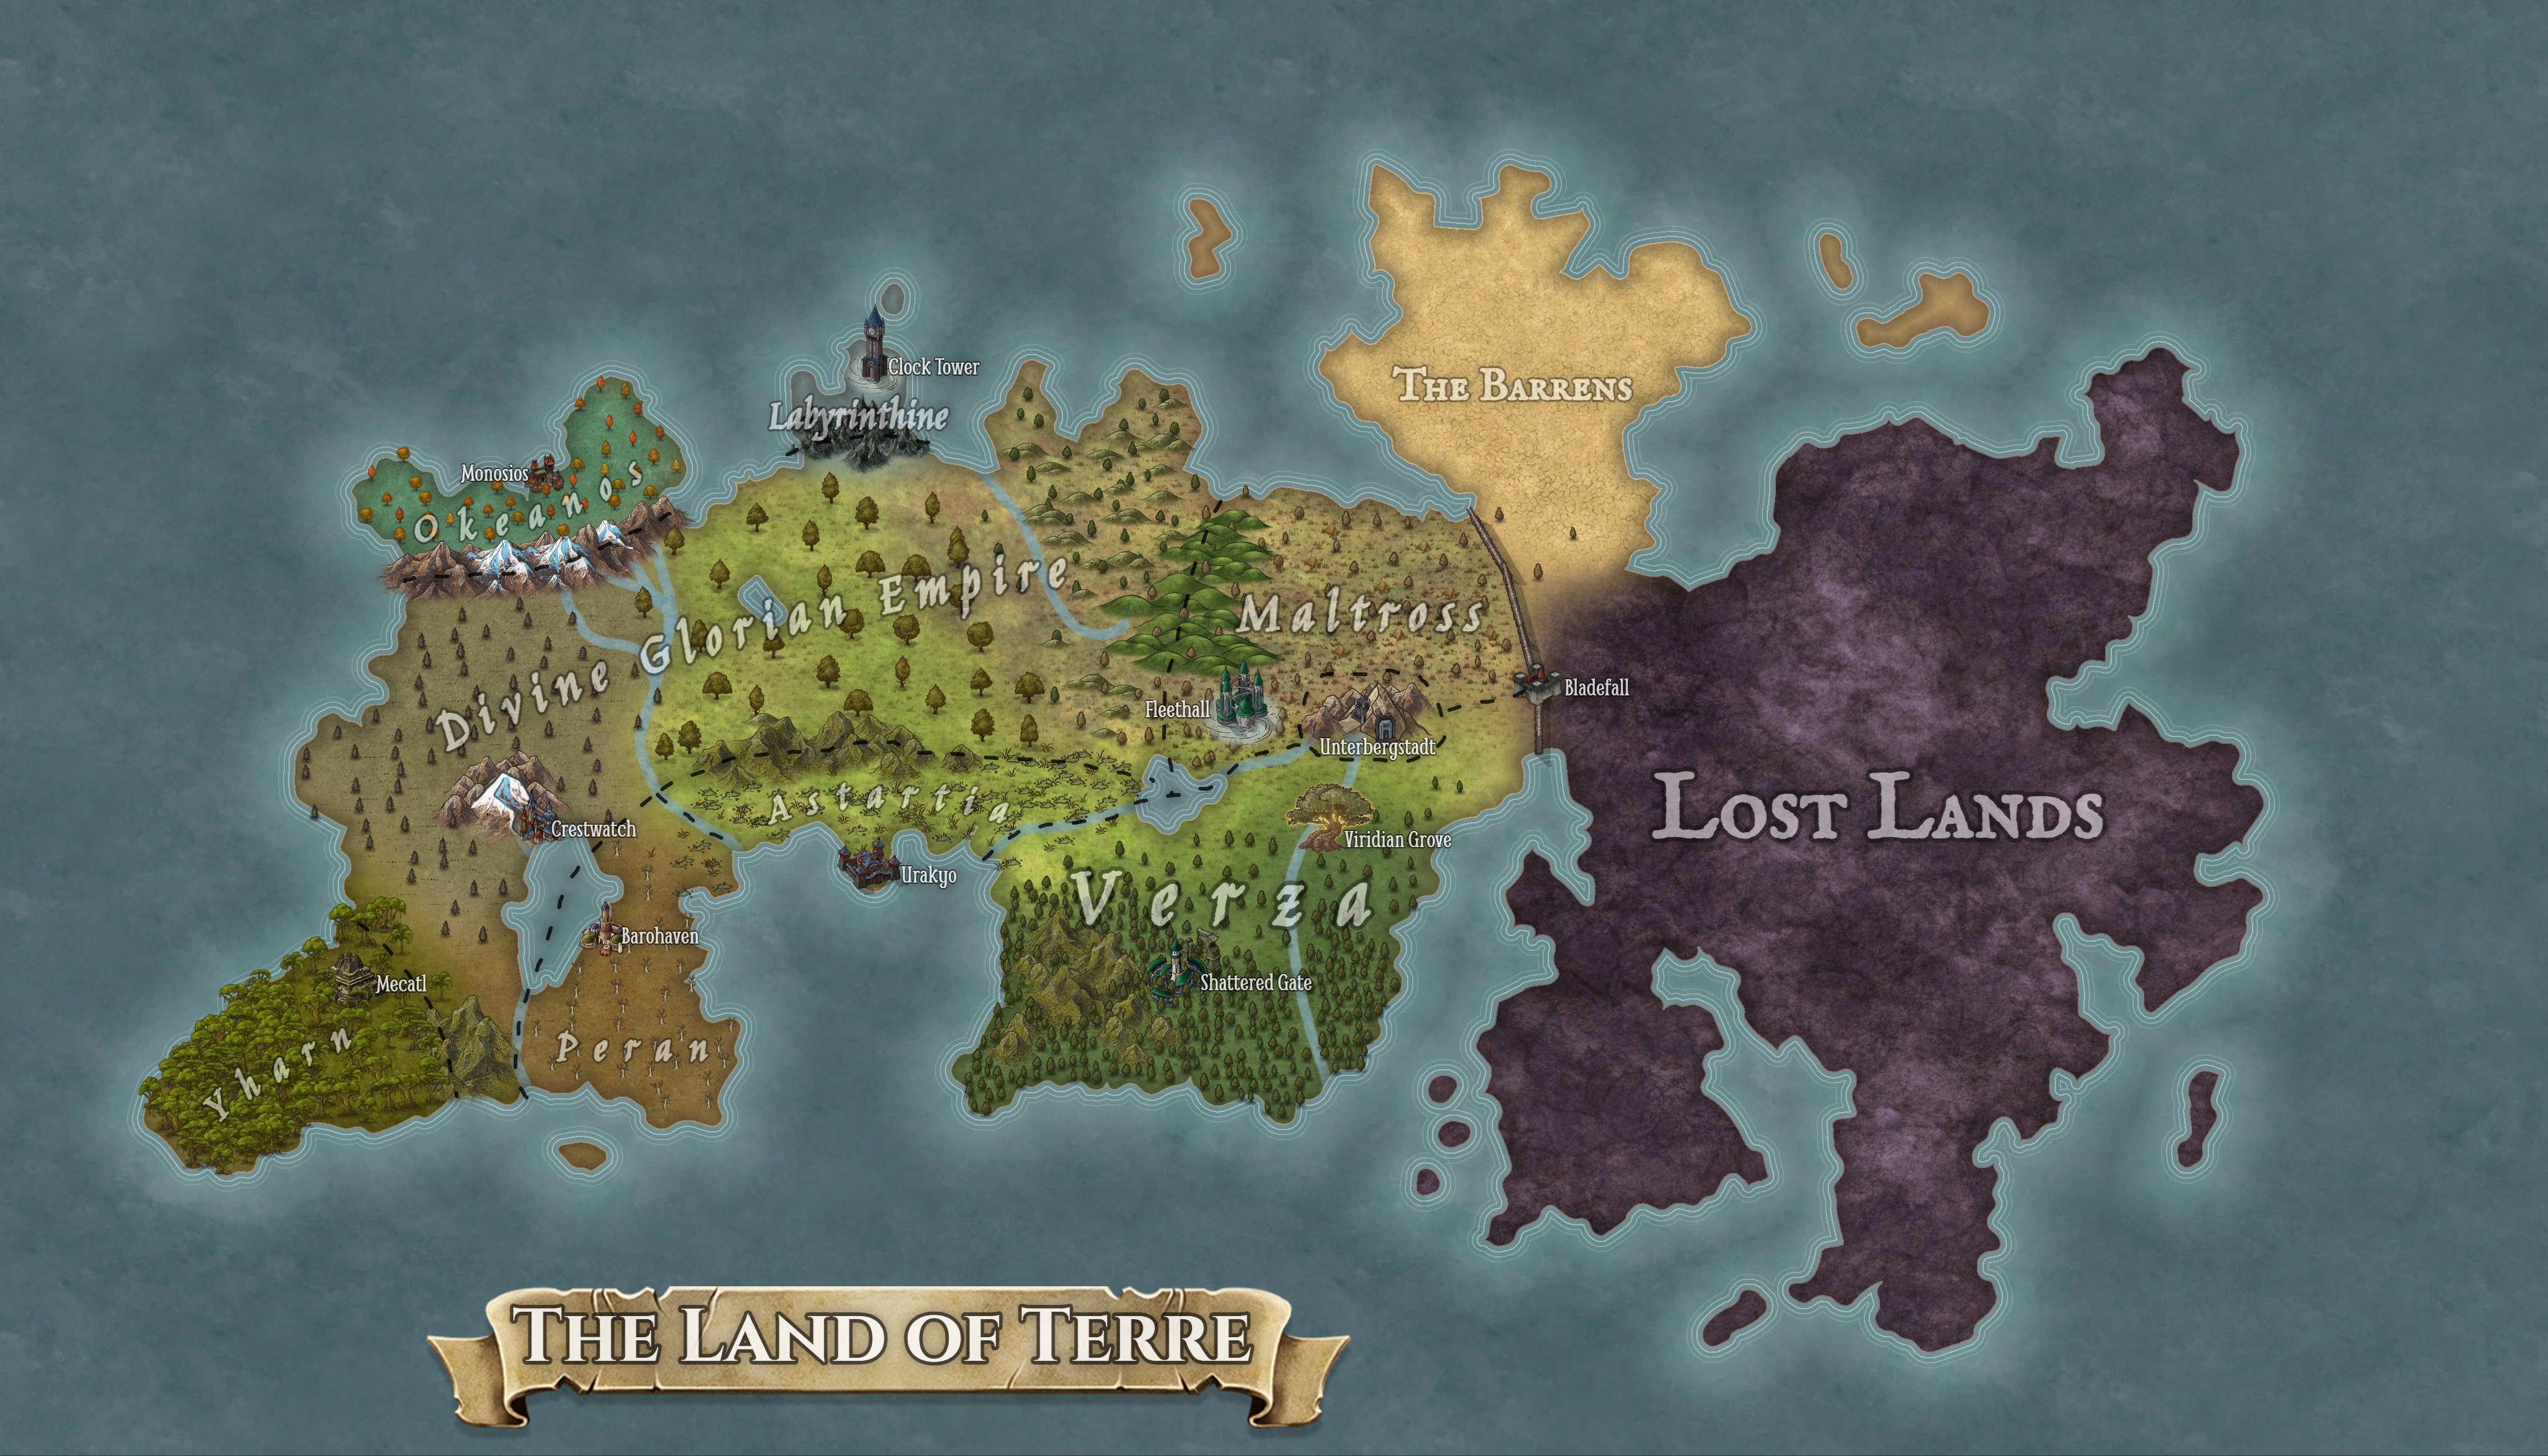 Clock Tower
The Barrens
Labyrinthine
Monosios
Okeanos
Divine Glorian Empire
Maltross
Bladefall
Fleethall
Unterbergstadt
Astartia
Lost Lands
Crestwatch
Viridian Grove
Urakyo
Verza
Barohaven
Mecatl
Shattered Gate
Yharn
Peran
The Land of Terre